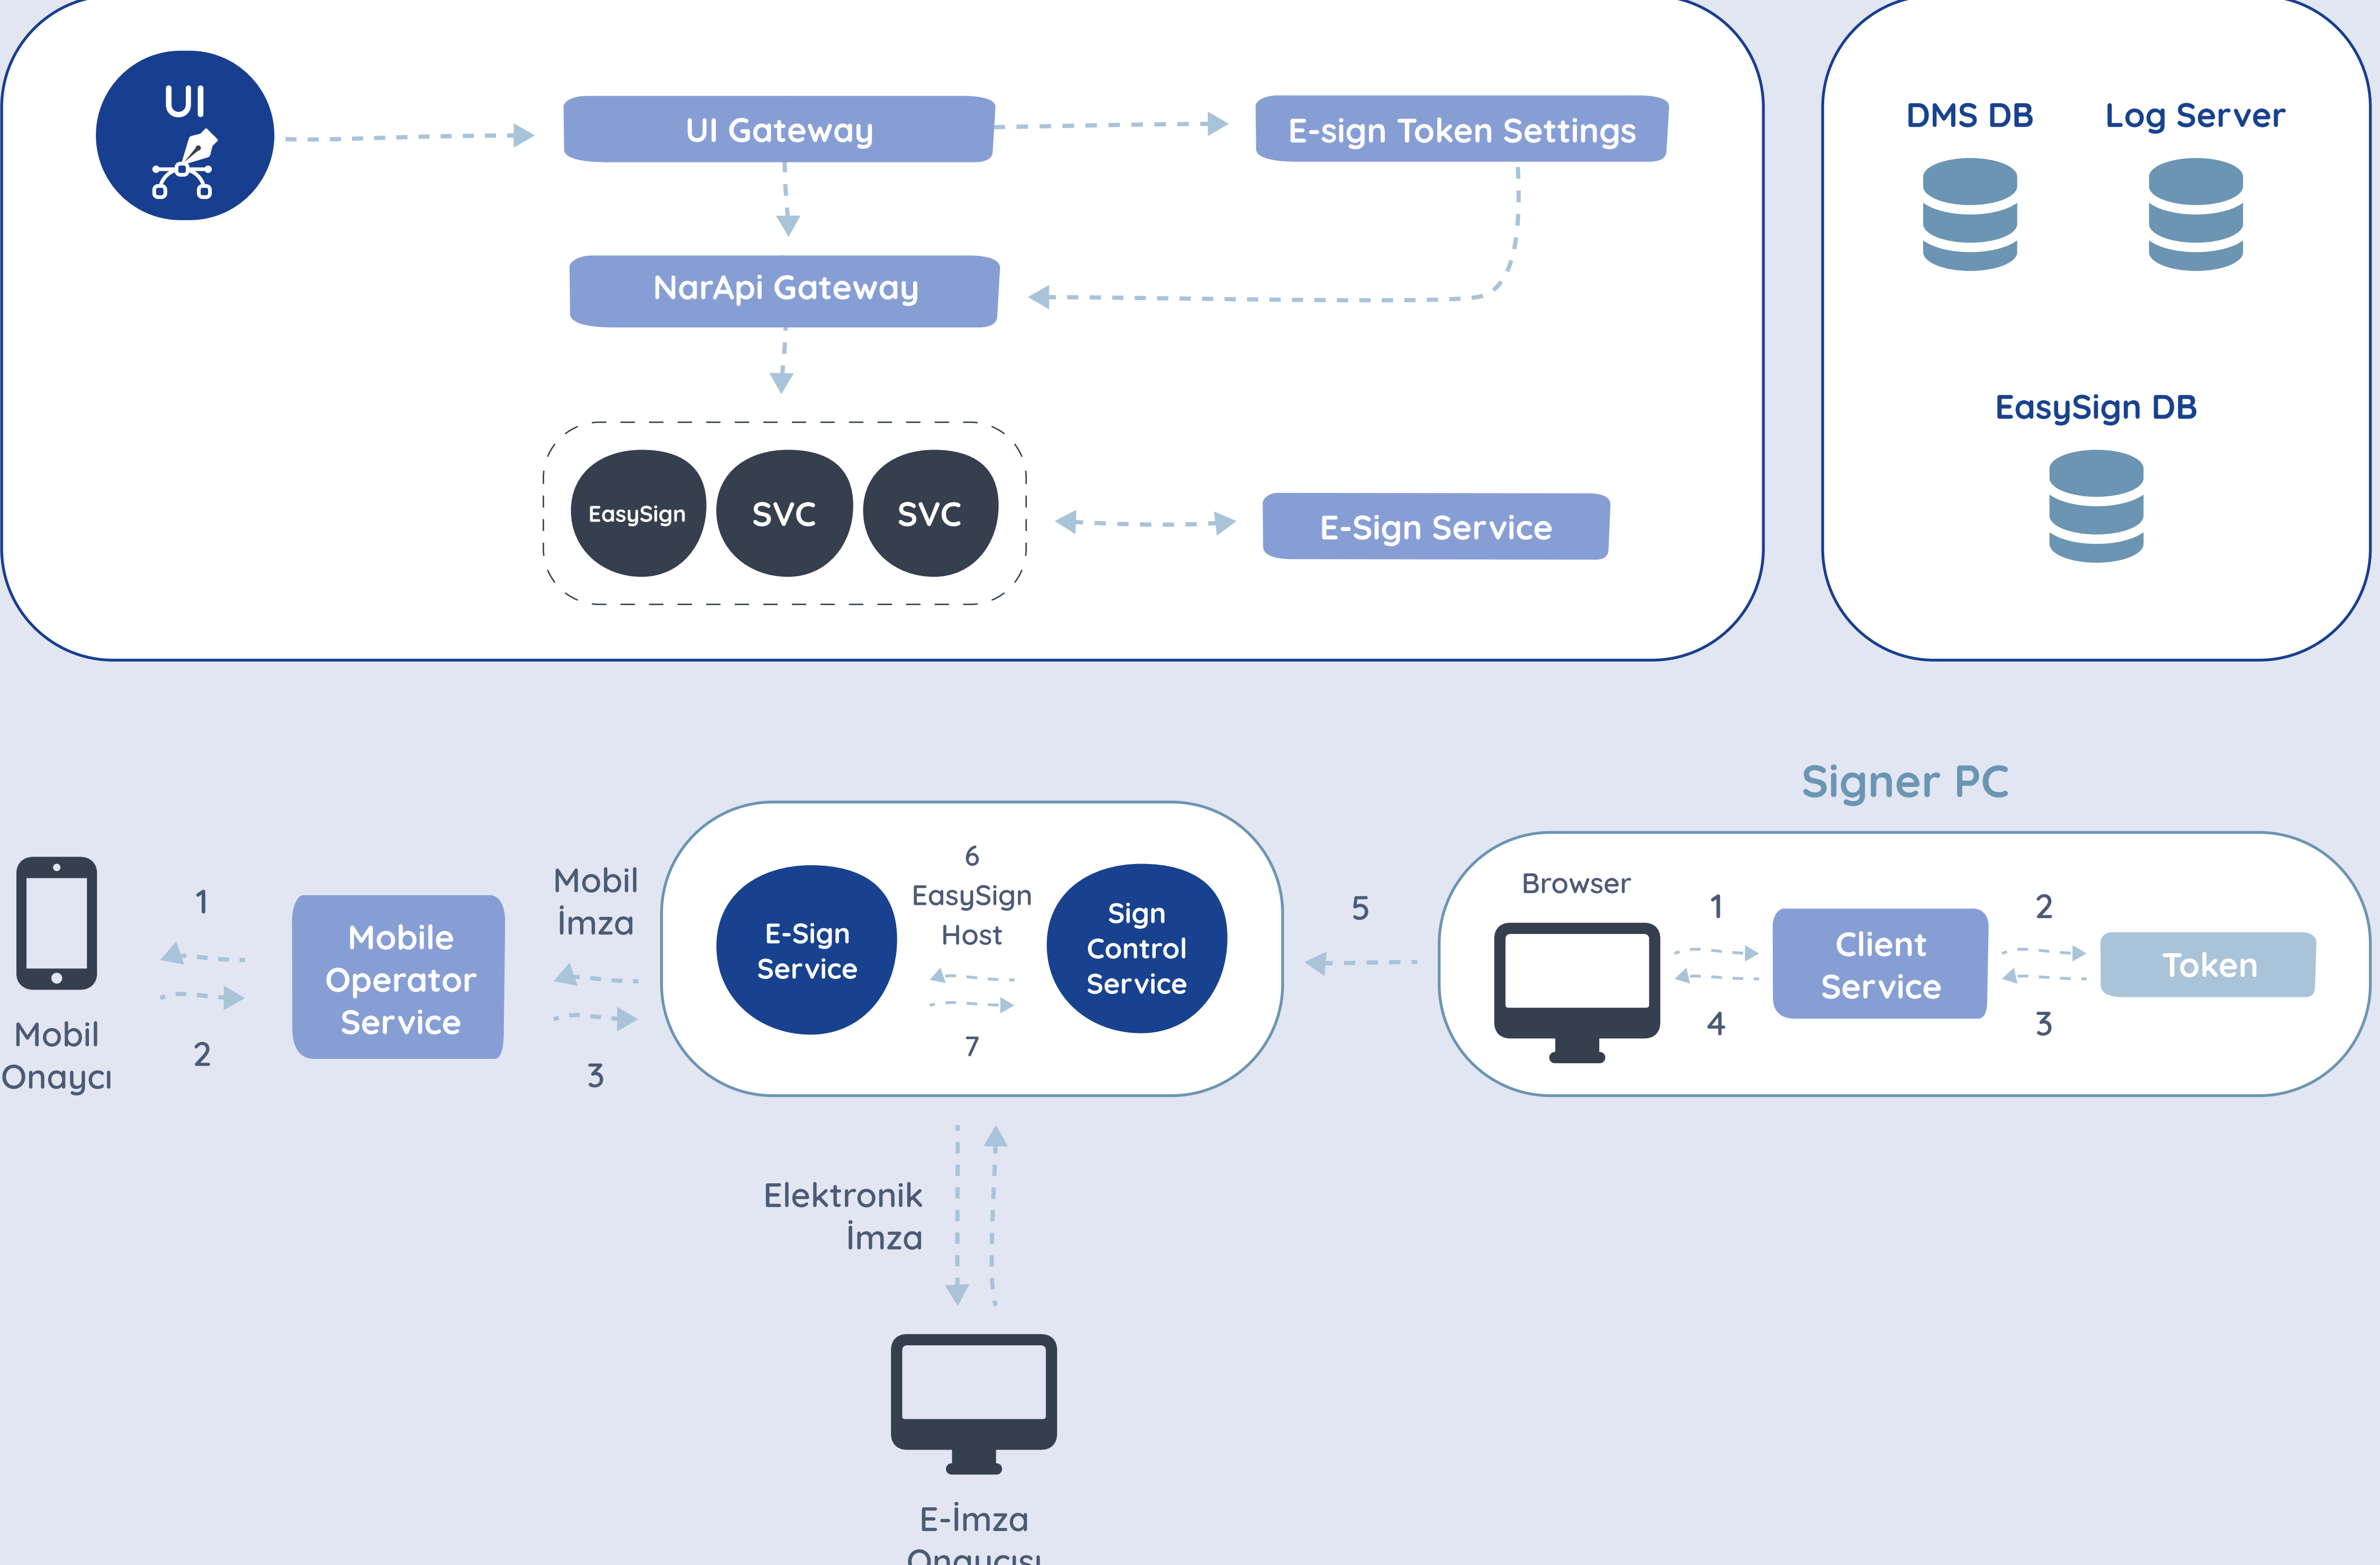 UI
UI Gateway
E-sign Token Settings
NarApi Gateway
EasySign
SVC
SVC
E-Sign Service
DMS DB
Log Server
EasySign DB
Signer PC
Mobil
Onaycı
1
2
Mobile
Operator
Service
Mobil
İmza
3
E-Sign
Service
6
EasySign
Host
7
Sign
Control
Service
5
Browser
1
4
Client
Service
2
3
Token
Elektronik
İmza
E-İmza
Onaycısı